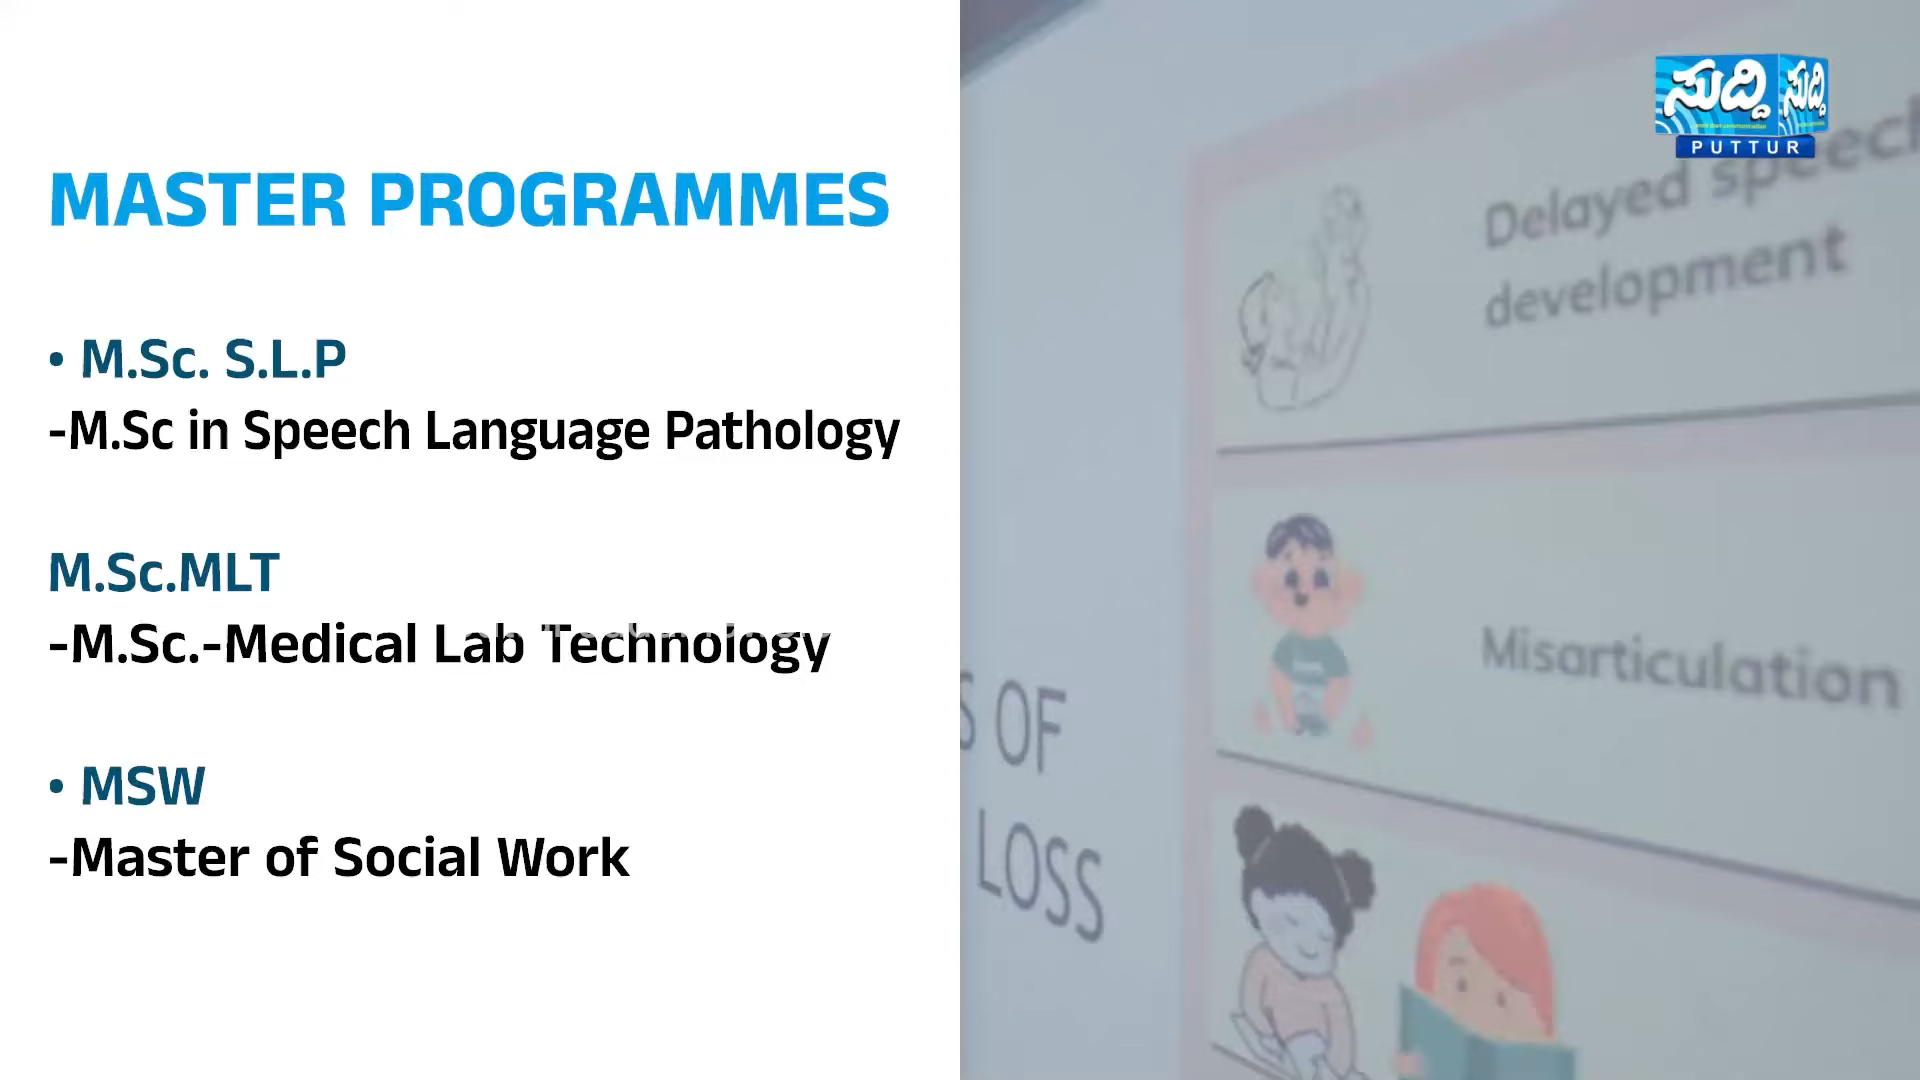 MASTER PROGRAMMES
• M.Sc. S.L.P
-M.Sc in Speech Language Pathology
M.Sc.MLT
-M.Sc.-Medical Lab Technology
• MSW
-Master of Social Work
ಸುದ್ದಿ ಸುದ್ದಿ
PUTTUR
Delayed speech
development
Misarticulation
S OF
LOSS